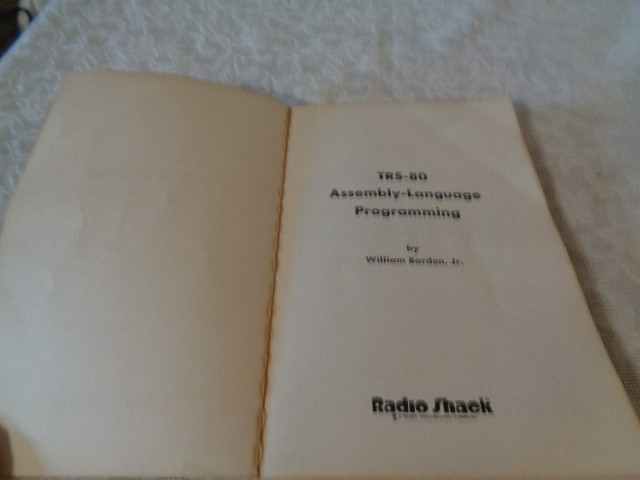 TRS-80
Assembly-Language
Programming
by
William Barden, Jr.
Radio Shack